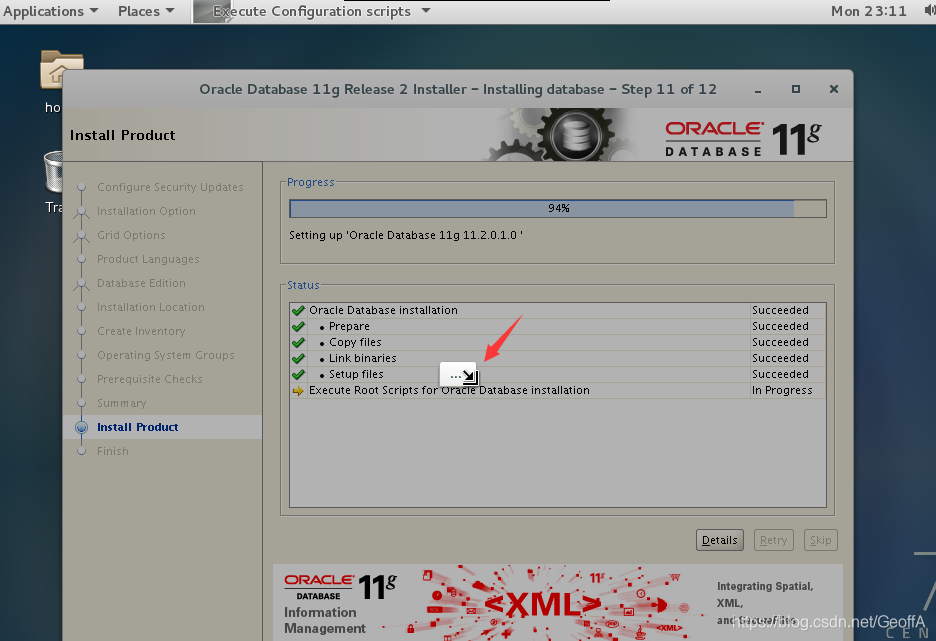 Applications Places Execute Configuration scripts Mon 23:11
ho
Tra
Oracle Database 11g Release 2 Installer - Installing database - Step 11 of 12
Install Product
ORACLE DATABASE 11g
Configure Security Updates
Installation Option
Grid Options
Product Languages
Database Edition
Installation Location
Create Inventory
Operating System Groups
Prerequisite Checks
Summary
Install Product
Finish
Progress
94%
Setting up 'Oracle Database 11g 11.2.0.1.0 '
Status
Oracle Database installation Succeeded
• Prepare Succeeded
• Copy files Succeeded
• Link binaries Succeeded
• Setup files Succeeded
...
Execute Root Scripts for Oracle Database installation In Progress
Details Retry Skip
ORACLE DATABASE 11g
Information
Management
11g
<XML>
<XML>
Integrating Spatial,
XML,
and
https://blog.csdn.net/GeoffA
C E N